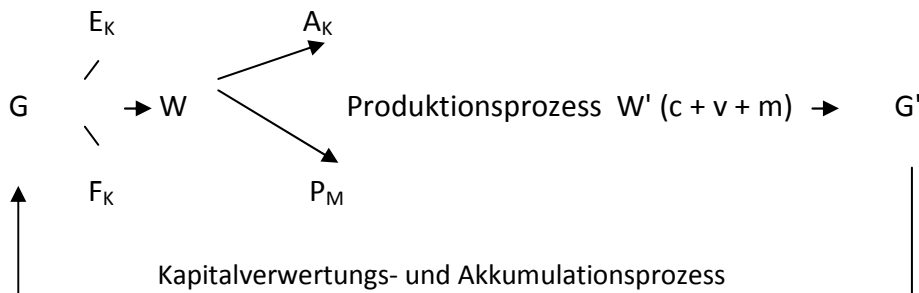 E_K A_K
G W Produktionsprozess W' (c + v + m) G'
F_K P_M
Kapitalverwertungs- und Akkumulationsprozess